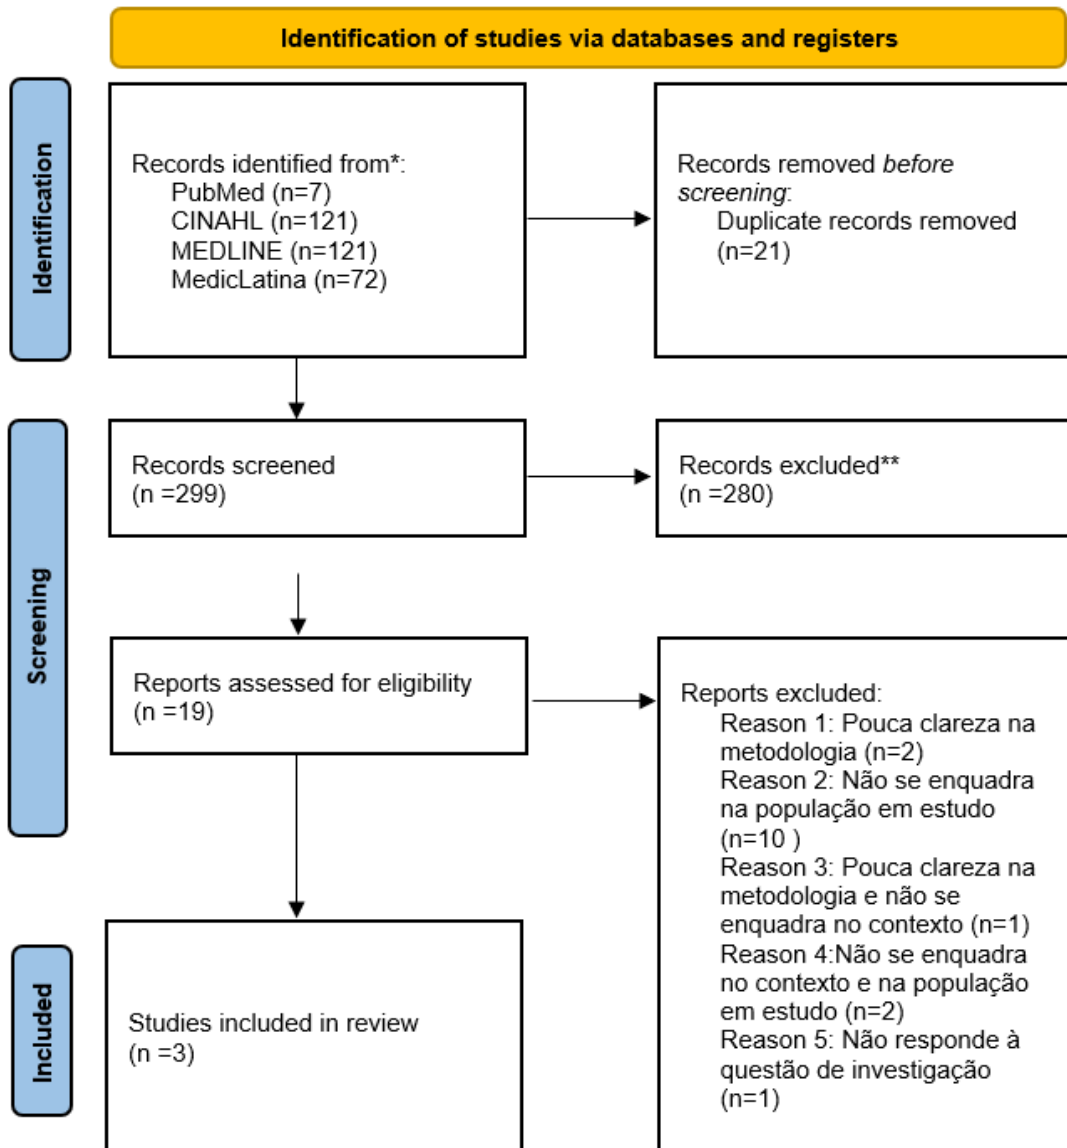 Identification of studies via databases and registers
Identification
Records identified from*:
PubMed (n=7)
CINAHL (n=121)
MEDLINE (n=121)
MedicLatina (n=72)
Records removed before
screening:
Duplicate records removed
(n=21)
Screening
Records screened
(n =299)
Records excluded**
(n =280)
Reports assessed for eligibility
(n =19)
Reports excluded:
Reason 1: Pouca clareza na
metodologia (n=2)
Reason 2: Não se enquadra
na população em estudo
(n=10 )
Reason 3: Pouca clareza na
metodologia e não se
enquadra no contexto (n=1)
Reason 4:Não se enquadra
no contexto e na população
em estudo (n=2)
Reason 5: Não responde à
questão de investigação
(n=1)
Included
Studies included in review
(n =3)